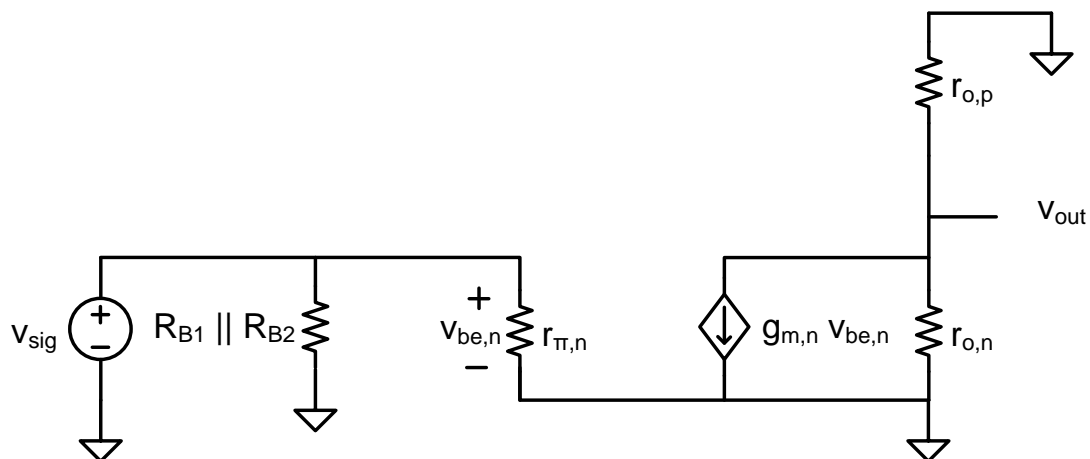 r_{o,p}
v_{out}
v_{sig}
+
−
R_{B1} || R_{B2}
+
v_{be,n}
−
r_{π,n}
g_{m,n} v_{be,n}
r_{o,n}